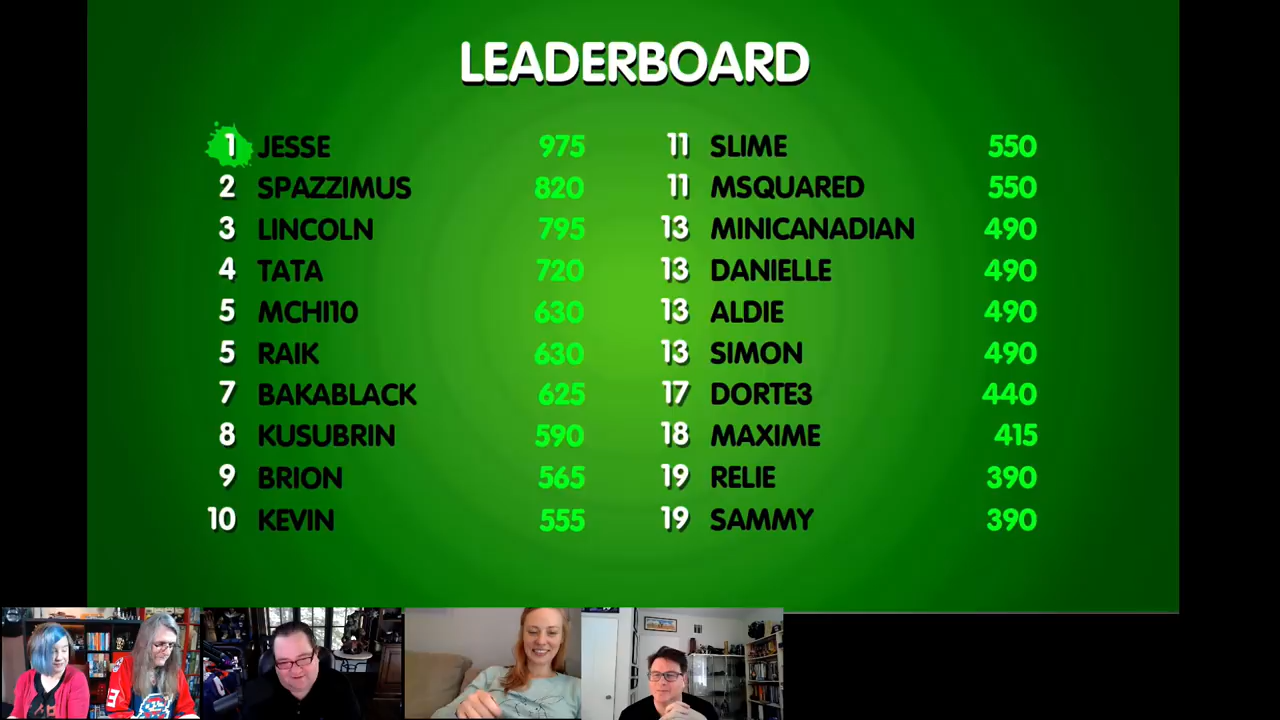 LEADERBOARD
1 JESSE 975
2 SPAZZIMUS 820
3 LINCOLN 795
4 TATA 720
5 MCHI10 630
5 RAIK 630
7 BAKABLACK 625
8 KUSUBRIN 590
9 BRION 565
10 KEVIN 555
11 SLIME 550
11 MSQUARED 550
13 MINICANADIAN 490
13 DANIELLE 490
13 ALDIE 490
13 SIMON 490
17 DORTE3 440
18 MAXIME 415
19 RELIE 390
19 SAMMY 390